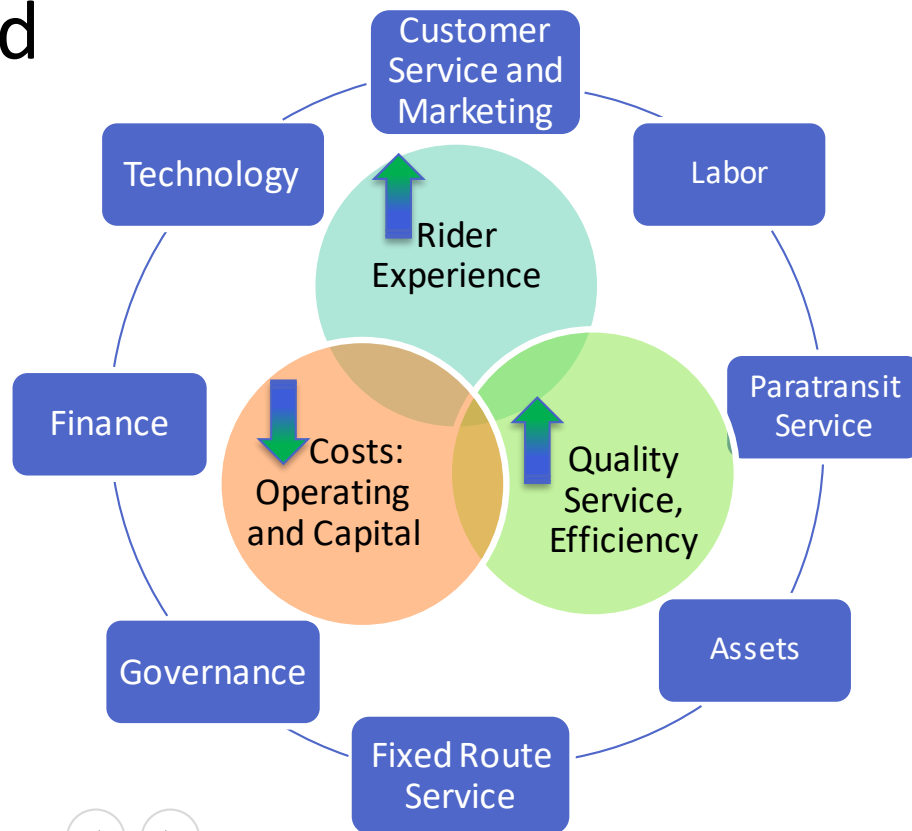 d
Customer
Service and
Marketing
Technology
Labor
Rider
Experience
Finance
Paratransit
Service
Costs:
Operating
and Capital
Quality
Service,
Efficiency
Governance
Assets
Fixed Route
Service